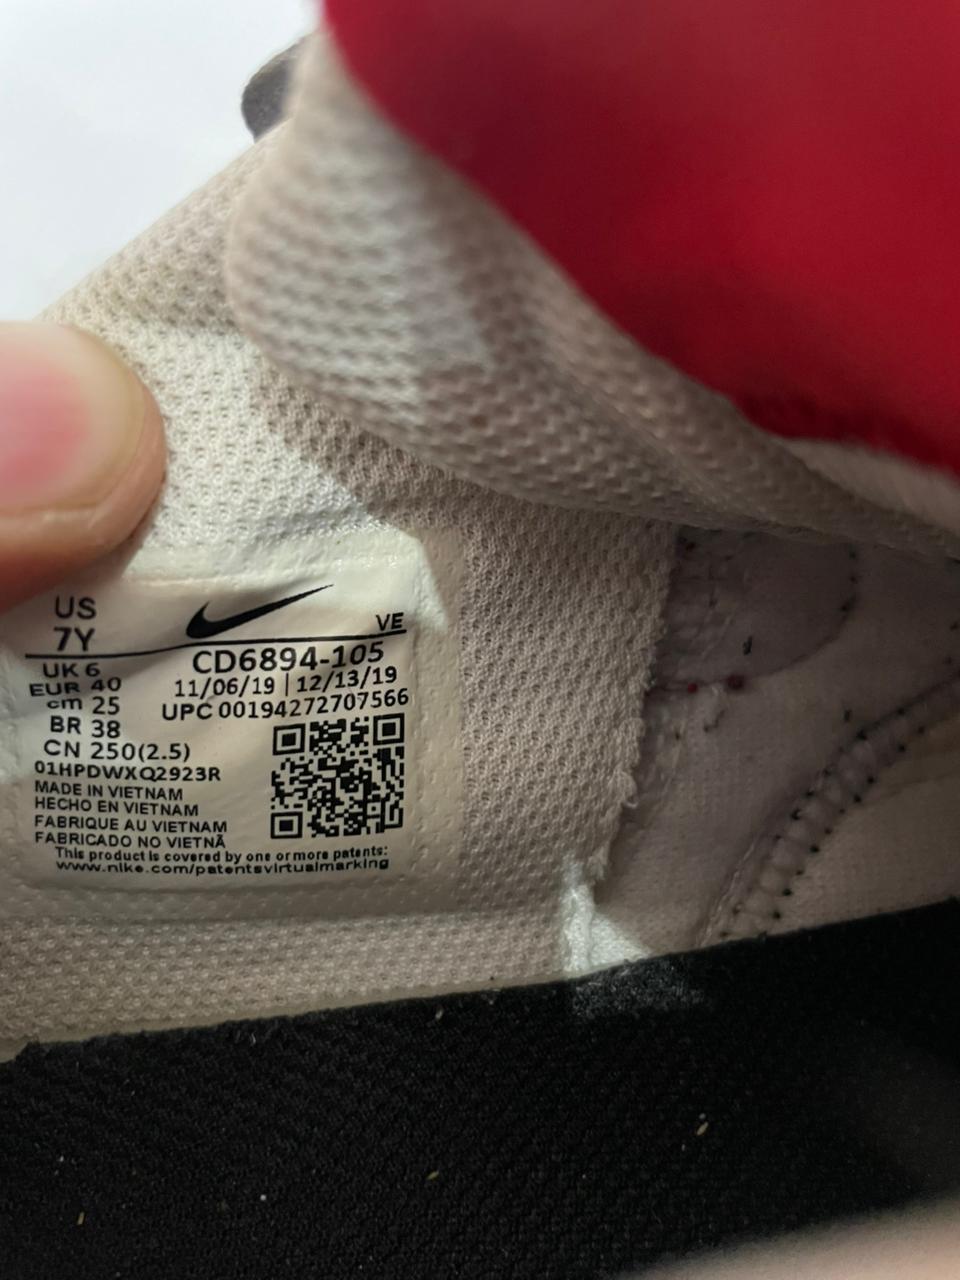 US
7Y
VE
UK 6
EUR 40
cm 25
BR 38
CN 250(2.5)
CD6894-105
11/06/19 | 12/13/19
UPC 00194272707566
01HPDWXQ2923R
MADE IN VIETNAM
HECHO EN VIETNAM
FABRIQUE AU VIETNAM
FABRICADO NO VIETNÃ
This product is covered by one or more patents:
www.nike.com/patentsvirtualmarking